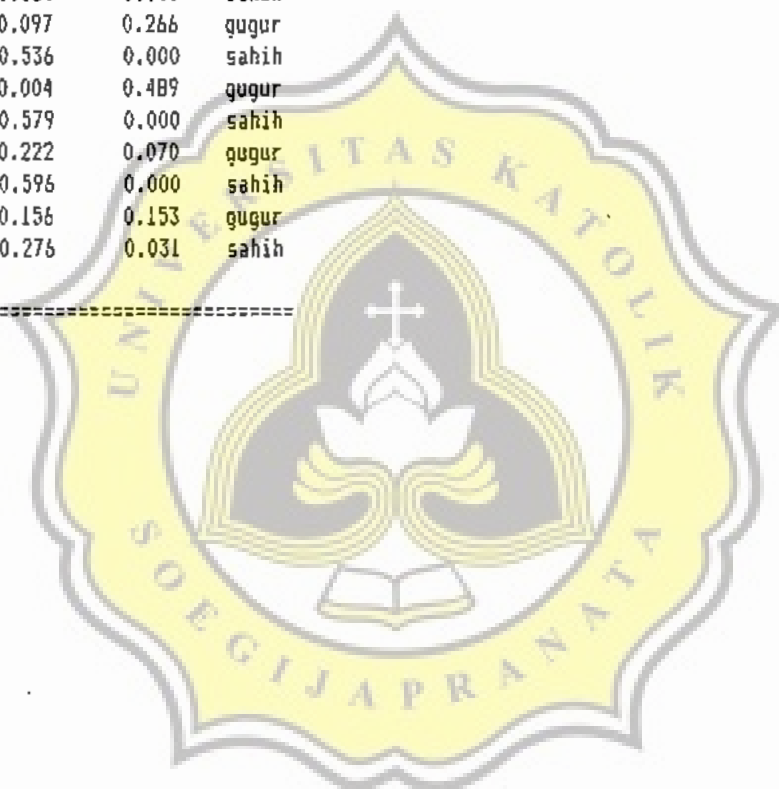 0.097 0.266 gugur
0.536 0.000 sahih
0.004 0.489 gugur
0.579 0.000 sahih
0.222 0.070 gugur
0.596 0.000 sahih
0.156 0.153 gugur
0.276 0.031 sahih
UNIVERSITAS KATOLIK
SOEGIJAPRANATA